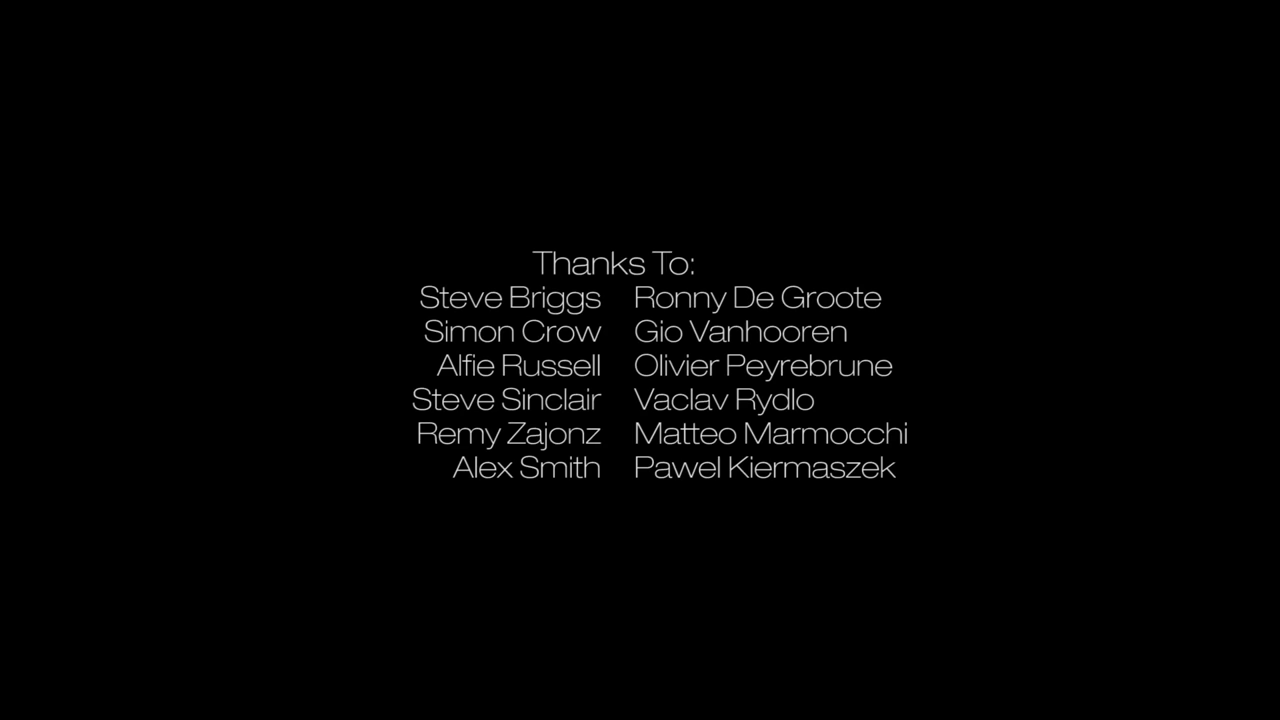 Thanks To:
Steve Briggs Ronny De Groote
Simon Crow Gio Vanhooren
Alfie Russell Olivier Peyrebrune
Steve Sinclair Vaclav Rydlo
Remy Zajonz Matteo Marmocchi
Alex Smith Pawel Kiermaszek